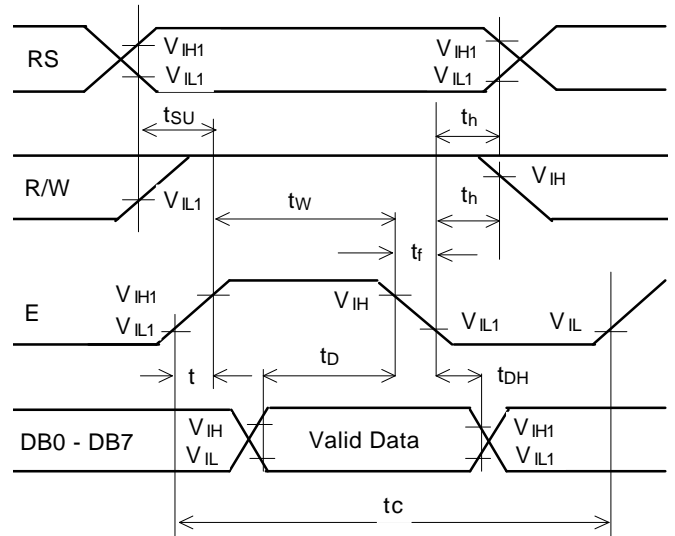 RS
V IH1
V IL1
V IH1
V IL1
tSU
th
R/W
V IL1
V IH
tW
th
tf
E
V IH1
V IL1
V IH
V IL1
V IL
t
tD
tDH
DB0 - DB7
V IH
V IL
Valid Data
V IH1
V IL1
tC